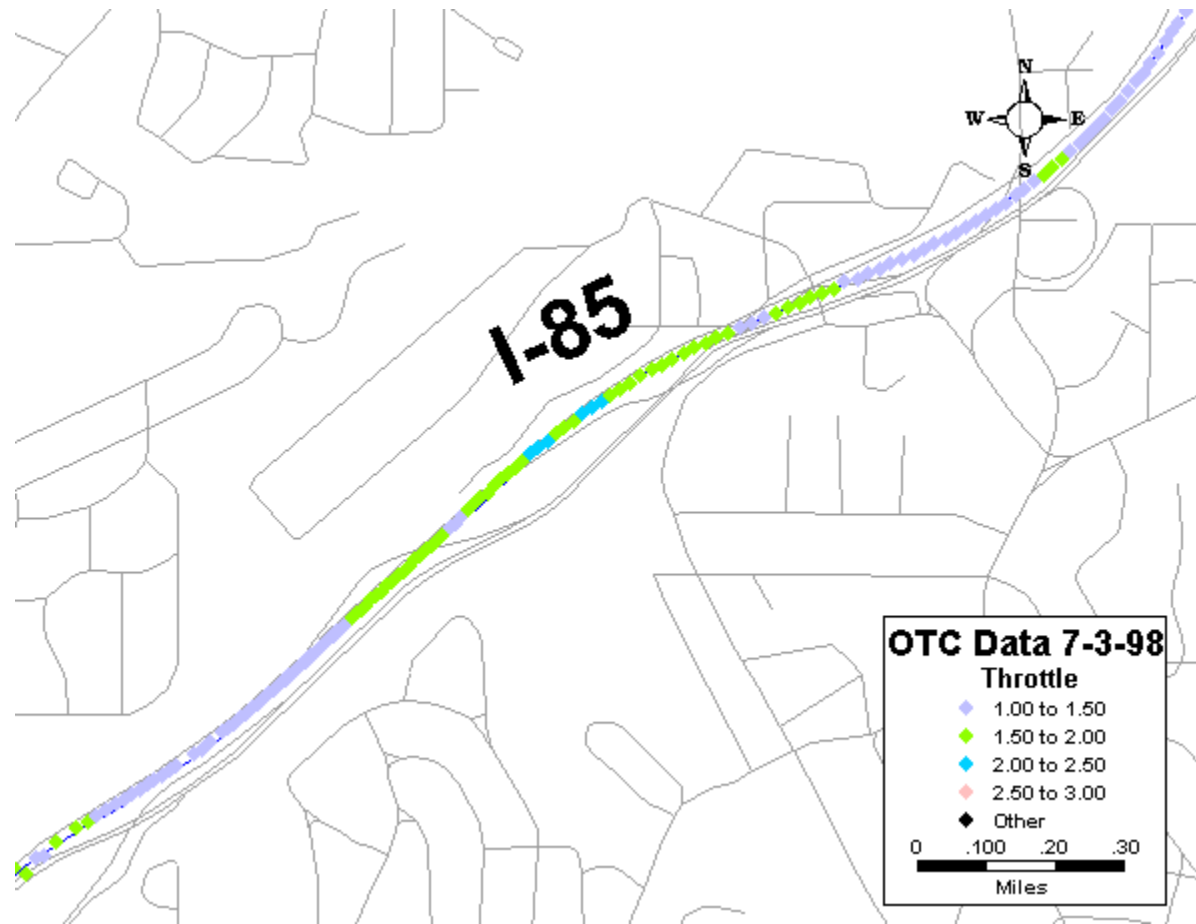 N
W E
S
I-85
OTC Data 7-3-98
Throttle
1.00 to 1.50
1.50 to 2.00
2.00 to 2.50
2.50 to 3.00
Other
0 .100 .20 .30
Miles